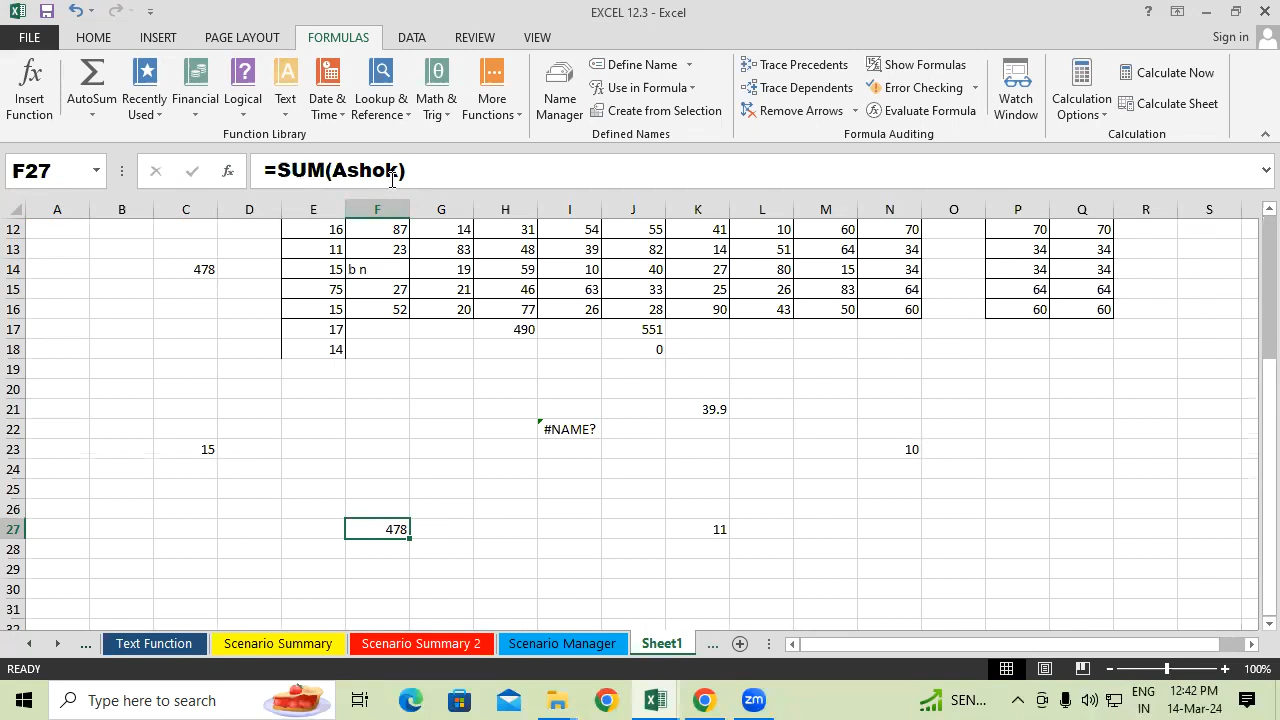 EXCEL 12.3 - Excel
?
FILE HOME INSERT PAGE LAYOUT FORMULAS DATA REVIEW VIEW Sign in
fx Insert Function
Σ AutoSum
Recently Used
Financial
Logical
Text
Date & Time
Lookup & Reference
Math & Trig
More Functions
Function Library
Name Manager
Define Name
Use in Formula
Create from Selection
Defined Names
Trace Precedents
Trace Dependents
Remove Arrows
Show Formulas
Error Checking
Evaluate Formula
Watch Window
Formula Auditing
Calculation Options
Calculate Now
Calculate Sheet
Calculation
F27 fx =SUM(Ashok)
A B C D E F G H I J K L M N O P Q R S
12 16 87 14 31 54 55 41 10 60 70 70 70
13 11 23 83 48 39 82 14 51 64 34 34 34
14 478 15 b n 19 59 10 40 27 80 15 34 34 34
15 75 27 21 46 63 33 25 26 83 64 64 64
16 15 52 20 77 26 28 90 43 50 60 60 60
17 17 490 551
18 14 0
19
20
21 39.9
22 #NAME?
23 15 10
24
25
26
27 478 11
28
29
30
31
... Text Function Scenario Summary Scenario Summary 2 Scenario Manager Sheet1 ...
READY 100%
Type here to search SEN... ENG 12:42 PM
IN 14-Mar-24